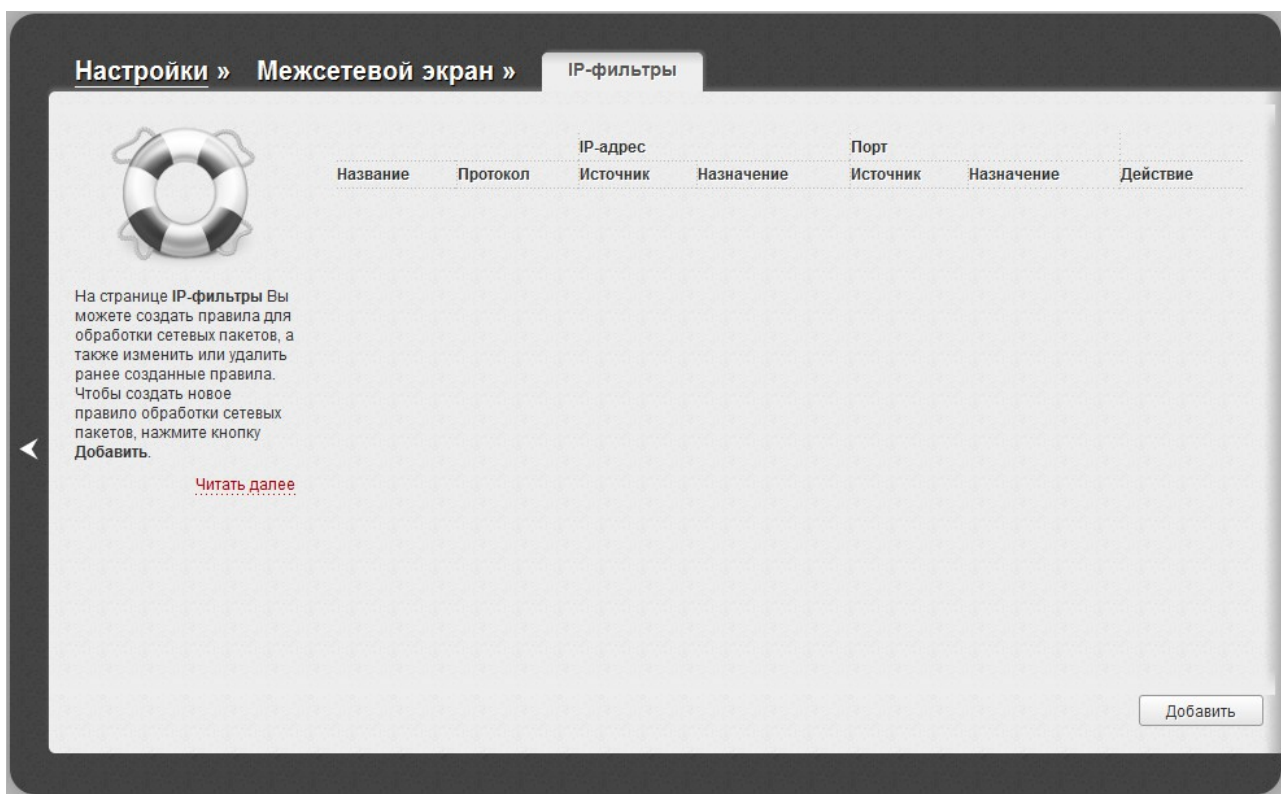 Настройки » Межсетевой экран » IP-фильтры
IP-адрес Порт
Название Протокол Источник Назначение Источник Назначение Действие
На странице IP-фильтры Вы
можете создать правила для
обработки сетевых пакетов, а
также изменить или удалить
ранее созданные правила.
Чтобы создать новое
правило обработки сетевых
пакетов, нажмите кнопку
Добавить.
Читать далее
Добавить